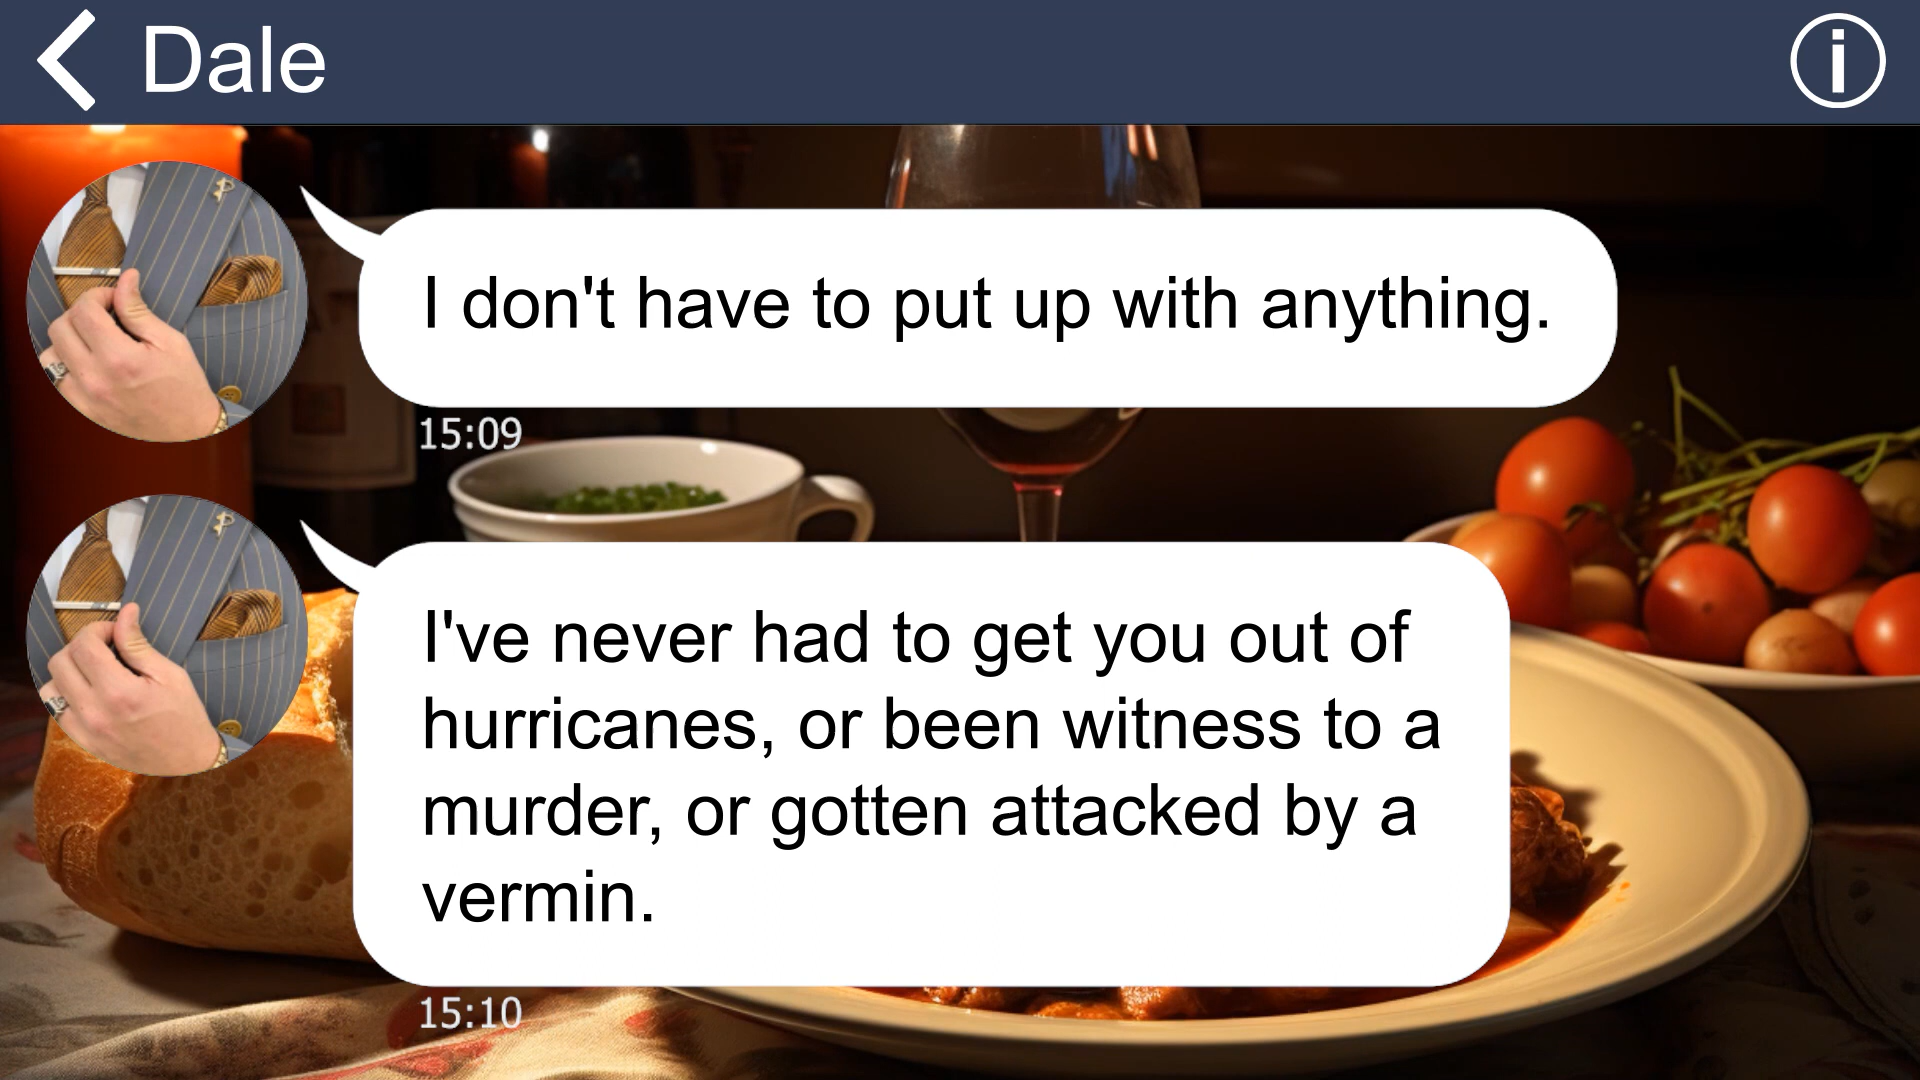 Dale
I don't have to put up with anything.
15:09
I've never had to get you out of
hurricanes, or been witness to a
murder, or gotten attacked by a
vermin.
15:10